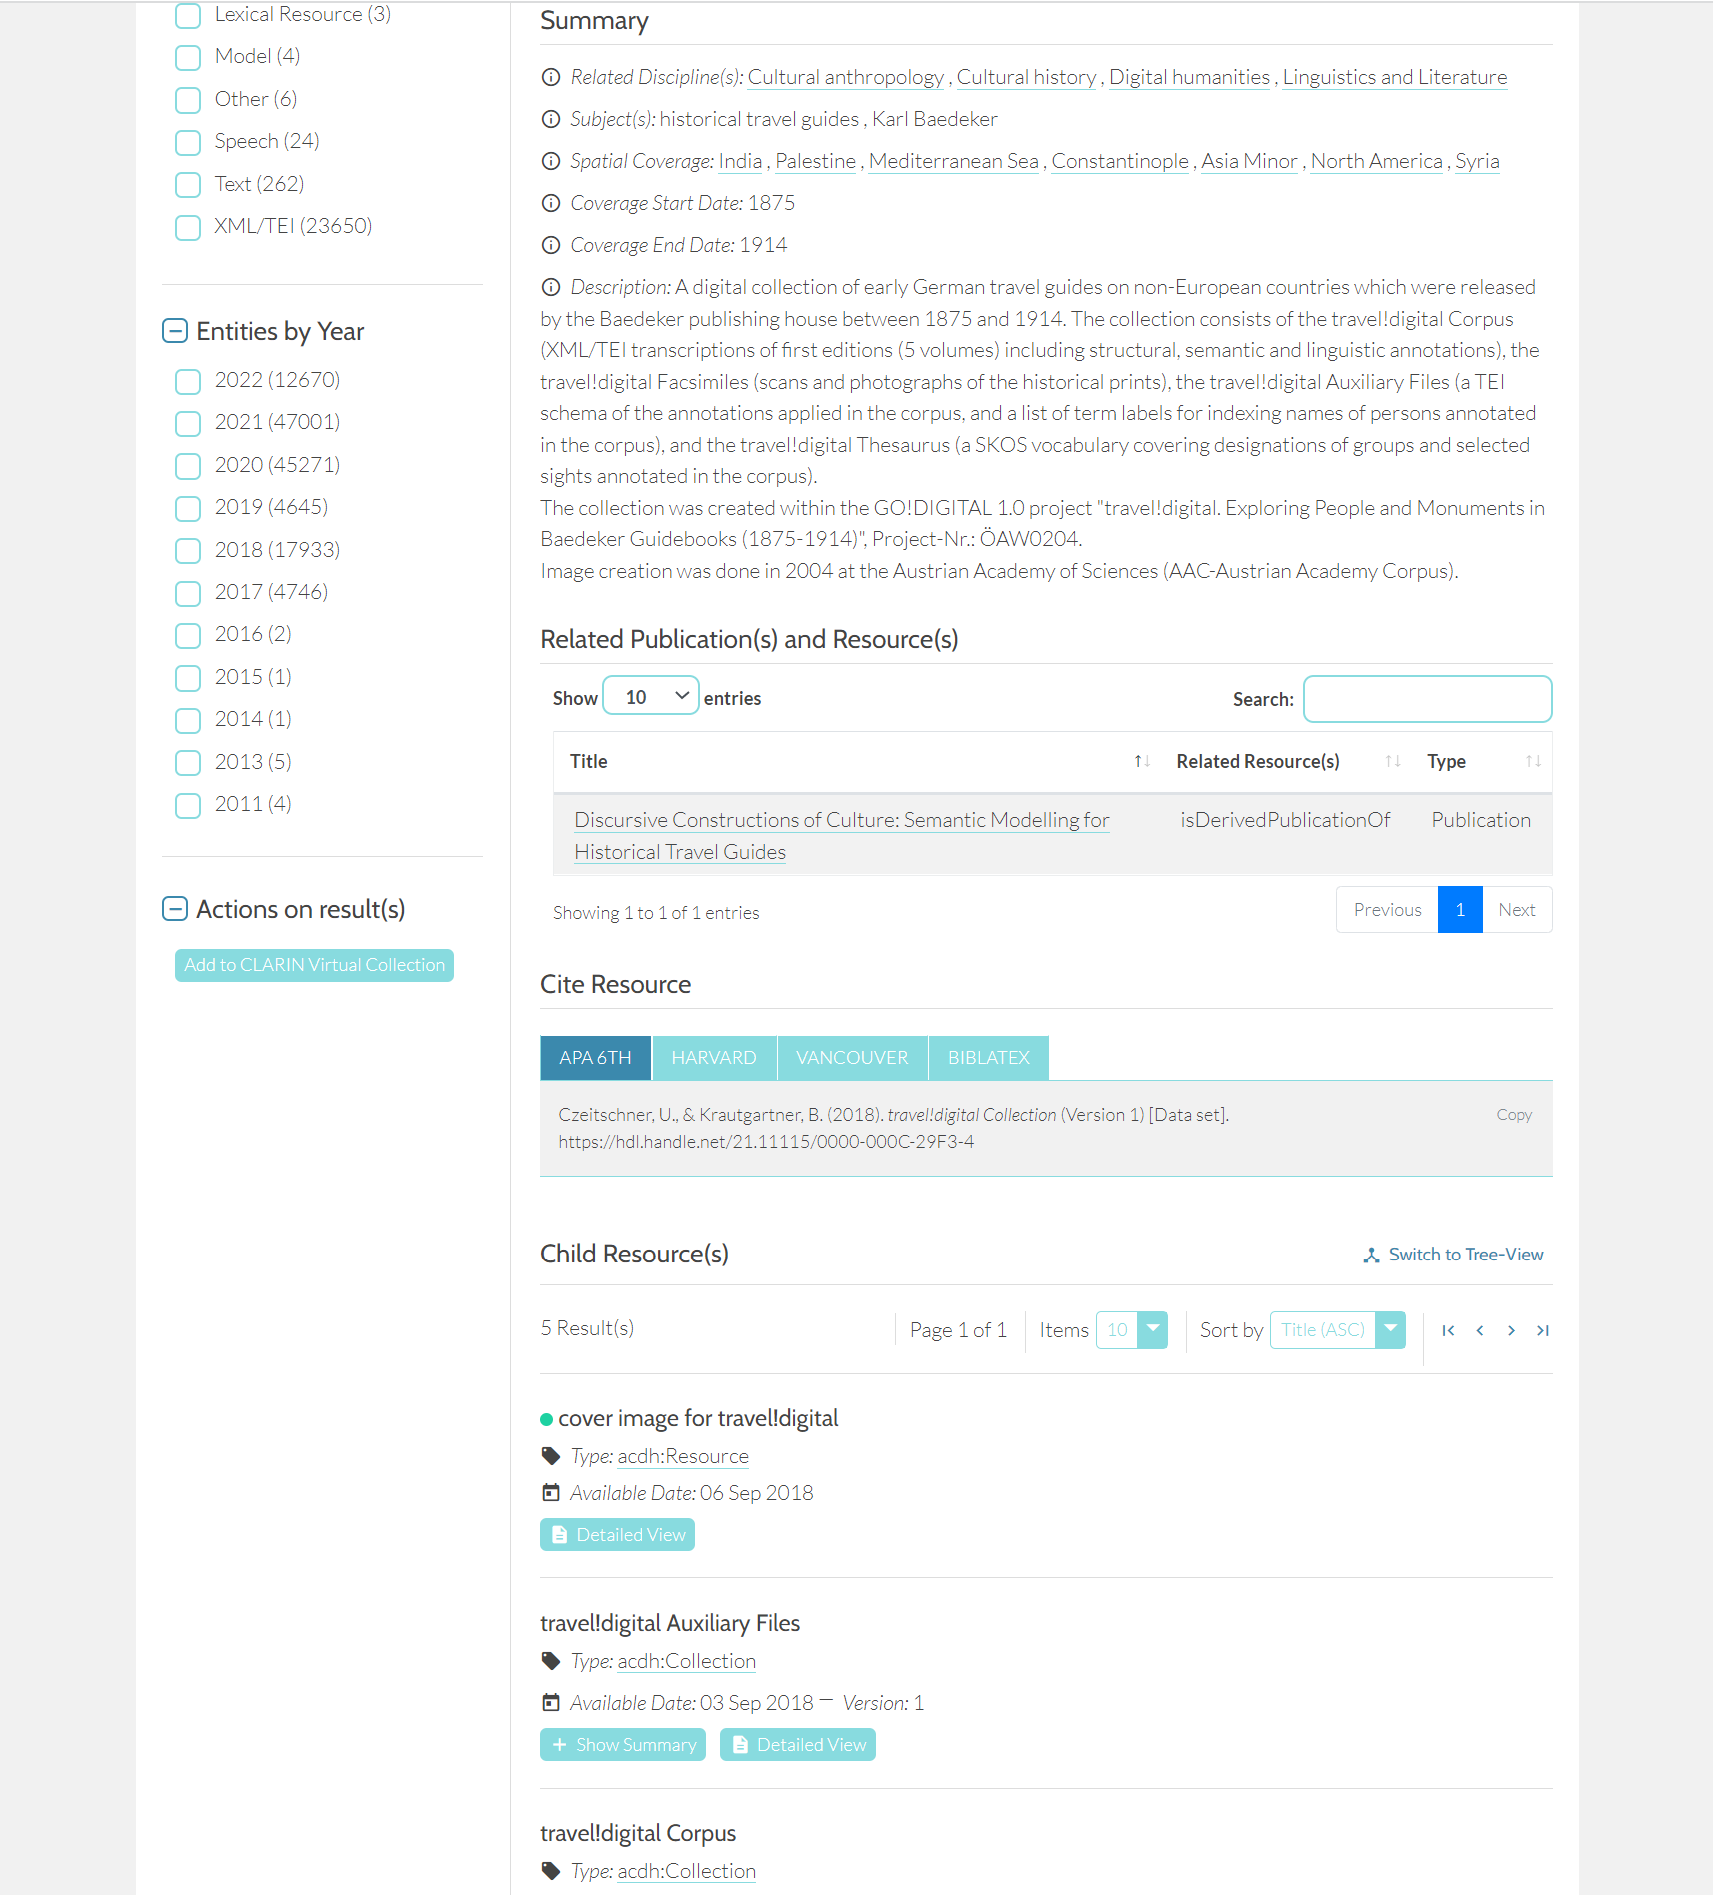 Lexical Resource (3)
Model (4)
Other (6)
Speech (24)
Text (262)
XML/TEI (23650)
Entities by Year
2022 (12670)
2021 (47001)
2020 (45271)
2019 (4645)
2018 (17933)
2017 (4746)
2016 (2)
2015 (1)
2014 (1)
2013 (5)
2011 (4)
Actions on result(s)
Add to CLARIN Virtual Collection
Summary
Related Discipline(s): Cultural anthropology , Cultural history , Digital humanities , Linguistics and Literature
Subject(s): historical travel guides , Karl Baedeker
Spatial Coverage: India , Palestine , Mediterranean Sea , Constantinople , Asia Minor , North America , Syria
Coverage Start Date: 1875
Coverage End Date: 1914
Description: A digital collection of early German travel guides on non-European countries which were released
by the Baedeker publishing house between 1875 and 1914. The collection consists of the travel!digital Corpus
(XML/TEI transcriptions of first editions (5 volumes) including structural, semantic and linguistic annotations), the
travel!digital Facsimiles (scans and photographs of the historical prints), the travel!digital Auxiliary Files (a TEI
schema of the annotations applied in the corpus, and a list of term labels for indexing names of persons annotated
in the corpus), and the travel!digital Thesaurus (a SKOS vocabulary covering designations of groups and selected
sights annotated in the corpus).
The collection was created within the GO!DIGITAL 1.0 project "travel!digital. Exploring People and Monuments in
Baedeker Guidebooks (1875-1914)", Project-Nr.: ÖAW0204.
Image creation was done in 2004 at the Austrian Academy of Sciences (AAC-Austrian Academy Corpus).
Related Publication(s) and Resource(s)
Show 10 entries
Search:
Title Related Resource(s) Type
Discursive Constructions of Culture: Semantic Modelling for isDerivedPublicationOf Publication
Historical Travel Guides
Showing 1 to 1 of 1 entries
Previous 1 Next
Cite Resource
APA 6TH HARVARD VANCOUVER BIBLATEX
Czeitschner, U., & Krautgartner, B. (2018). travel!digital Collection (Version 1) [Data set]. Copy
https://hdl.handle.net/21.11115/0000-000C-29F3-4
Child Resource(s) Switch to Tree-View
5 Result(s) Page 1 of 1 Items 10 Sort by Title (ASC)
cover image for travel!digital
Type: acdh:Resource
Available Date: 06 Sep 2018
Detailed View
travel!digital Auxiliary Files
Type: acdh:Collection
Available Date: 03 Sep 2018 – Version: 1
+ Show Summary Detailed View
travel!digital Corpus
Type: acdh:Collection